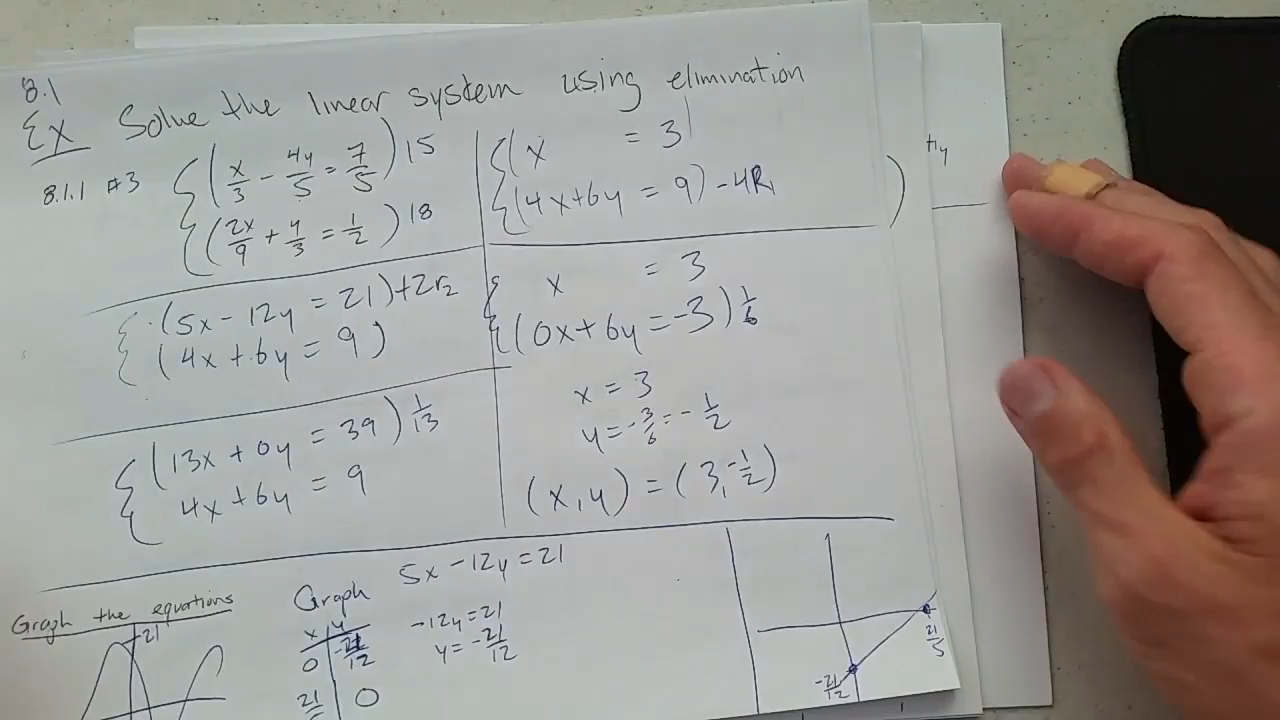 8.1
Ex Solve the linear system using elimination
8.1.1 #3
{(x/3 - 4y/5 = 7/5) 15
{(2x/9 + y/3 = 1/2) 18
{(5x - 12y = 21) + 2r₂
(4x + 6y = 9)
{(13x + 0y = 39) 1/13
4x + 6y = 9
{(x = 3
{(4x + 6y = 9) - 4R₁
{ x = 3
{(0x + 6y = -3) 1/6
x = 3
y = -3/6 = -1/2
(x, y) = (3, -1/2)
Graph the equations
21
Graph 5x - 12y = 21
x | y
0 | -21/12
21/ | 0
-12y = 21
y = -21/12
21/5
-21/12